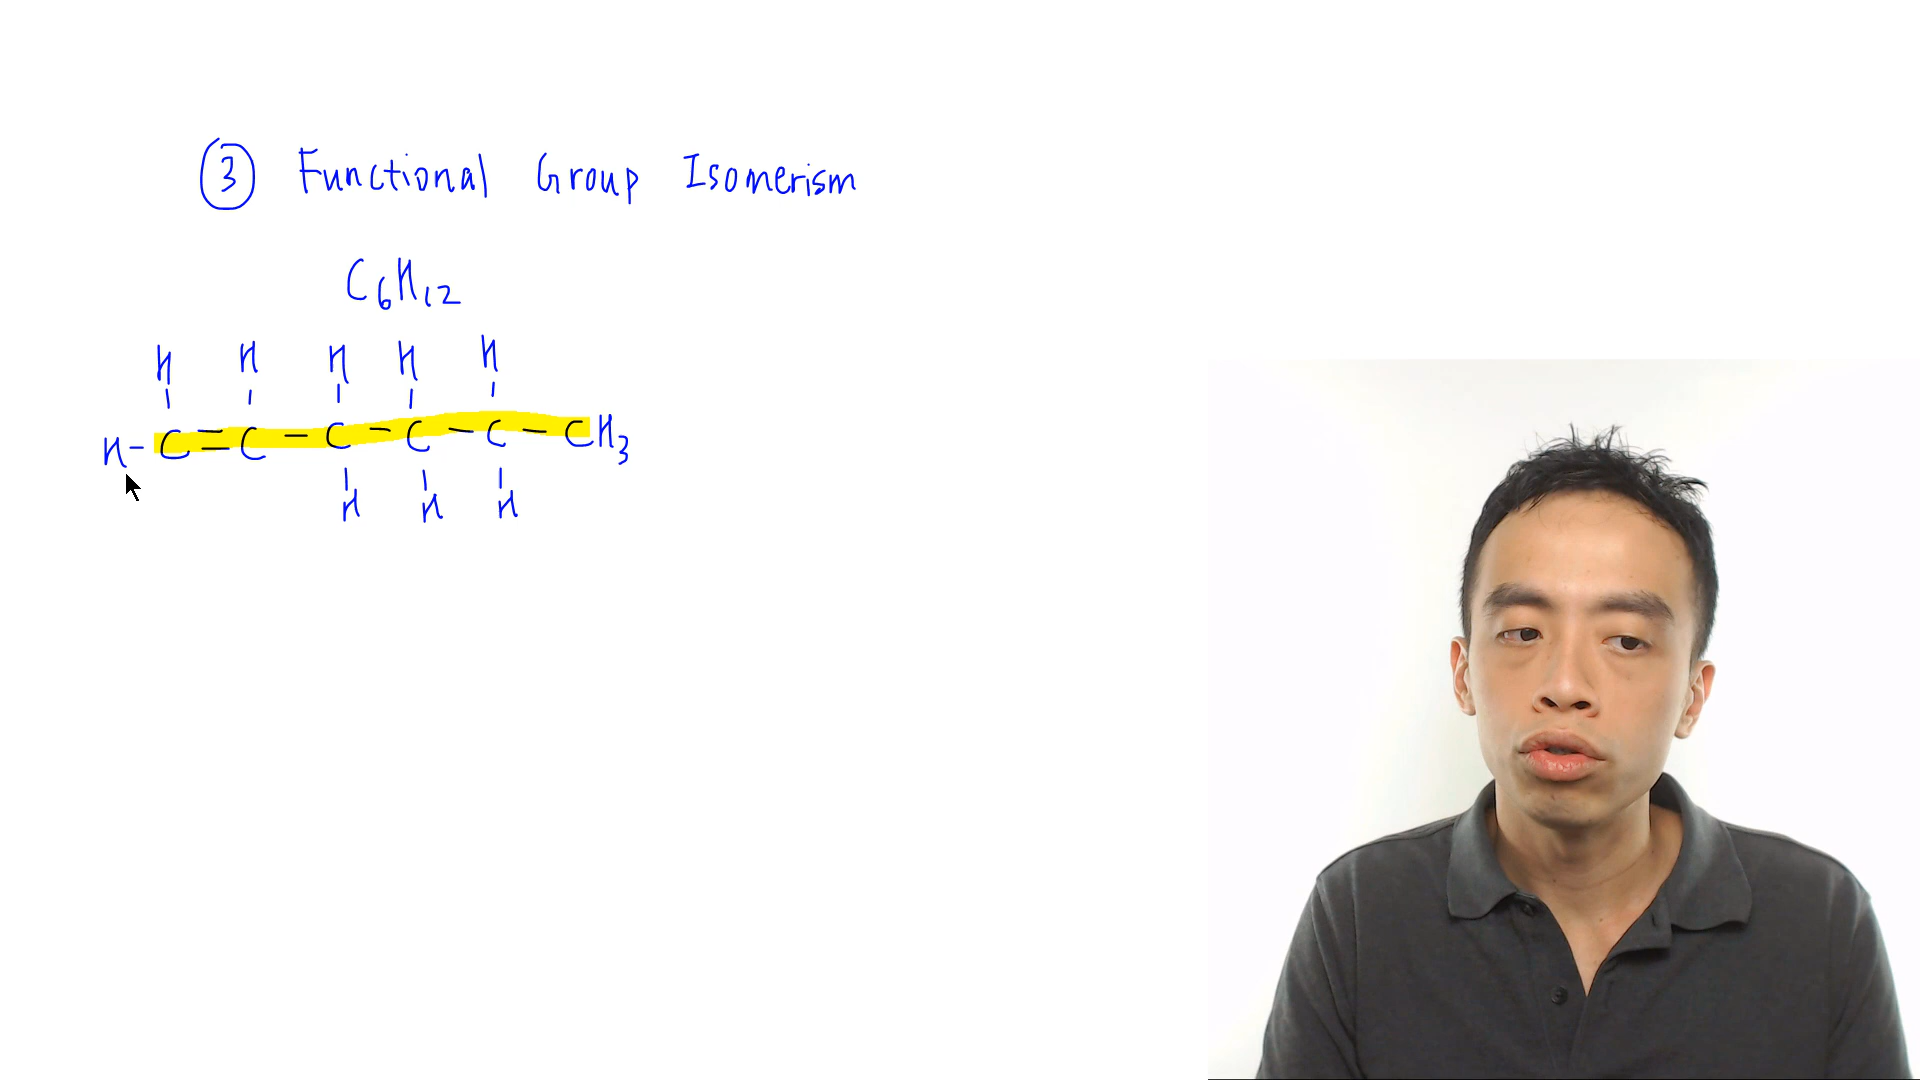 ③ Functional Group Isomerism
C₆H₁₂
H H H H H
H-C=C-C-C-C-CH₃
H H H